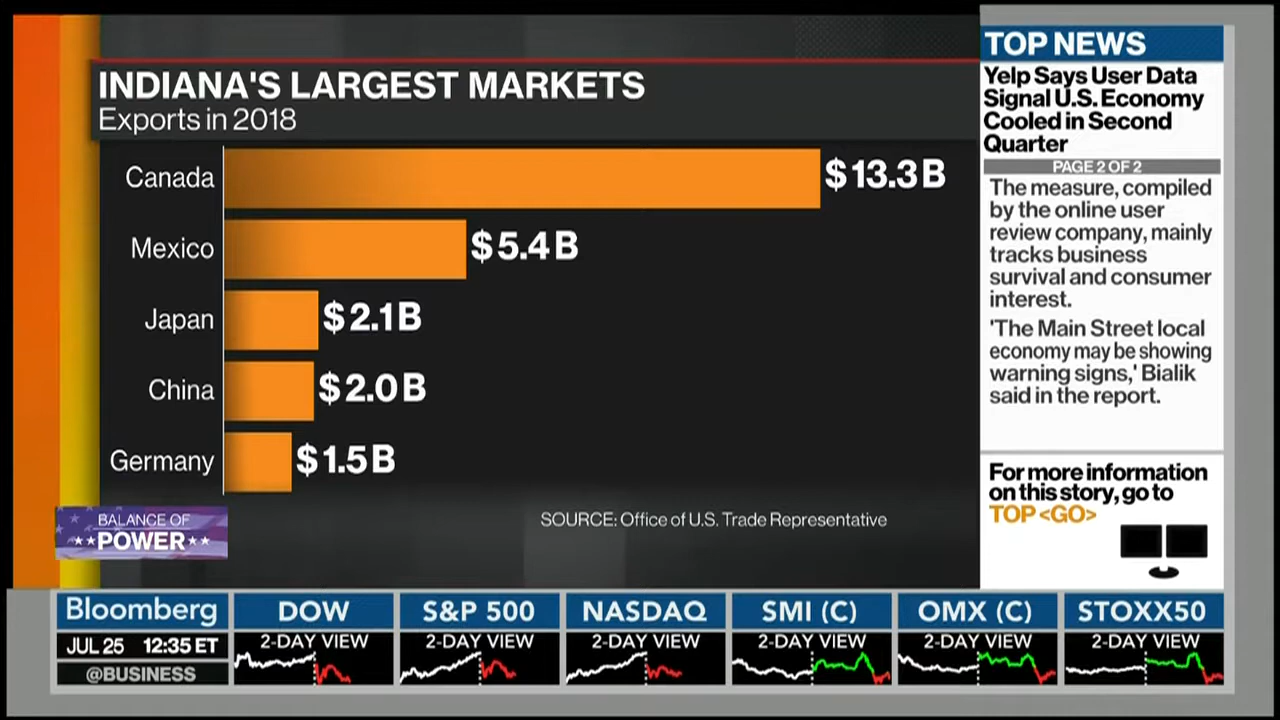 INDIANA'S LARGEST MARKETS
Exports in 2018
Canada $13.3B
Mexico $5.4B
Japan $2.1B
China $2.0B
Germany $1.5B
SOURCE: Office of U.S. Trade Representative
BALANCE OF
POWER
TOP NEWS
Yelp Says User Data
Signal U.S. Economy
Cooled in Second
Quarter
PAGE 2 OF 2
The measure, compiled
by the online user
review company, mainly
tracks business
survival and consumer
interest.
'The Main Street local
economy may be showing
warning signs,' Bialik
said in the report.
For more information
on this story, go to
TOP <GO>
Bloomberg
JUL 25 12:35 ET
@BUSINESS
DOW
2-DAY VIEW
S&P 500
2-DAY VIEW
NASDAQ
2-DAY VIEW
SMI (C)
2-DAY VIEW
OMX (C)
2-DAY VIEW
STOXX50
2-DAY VIEW